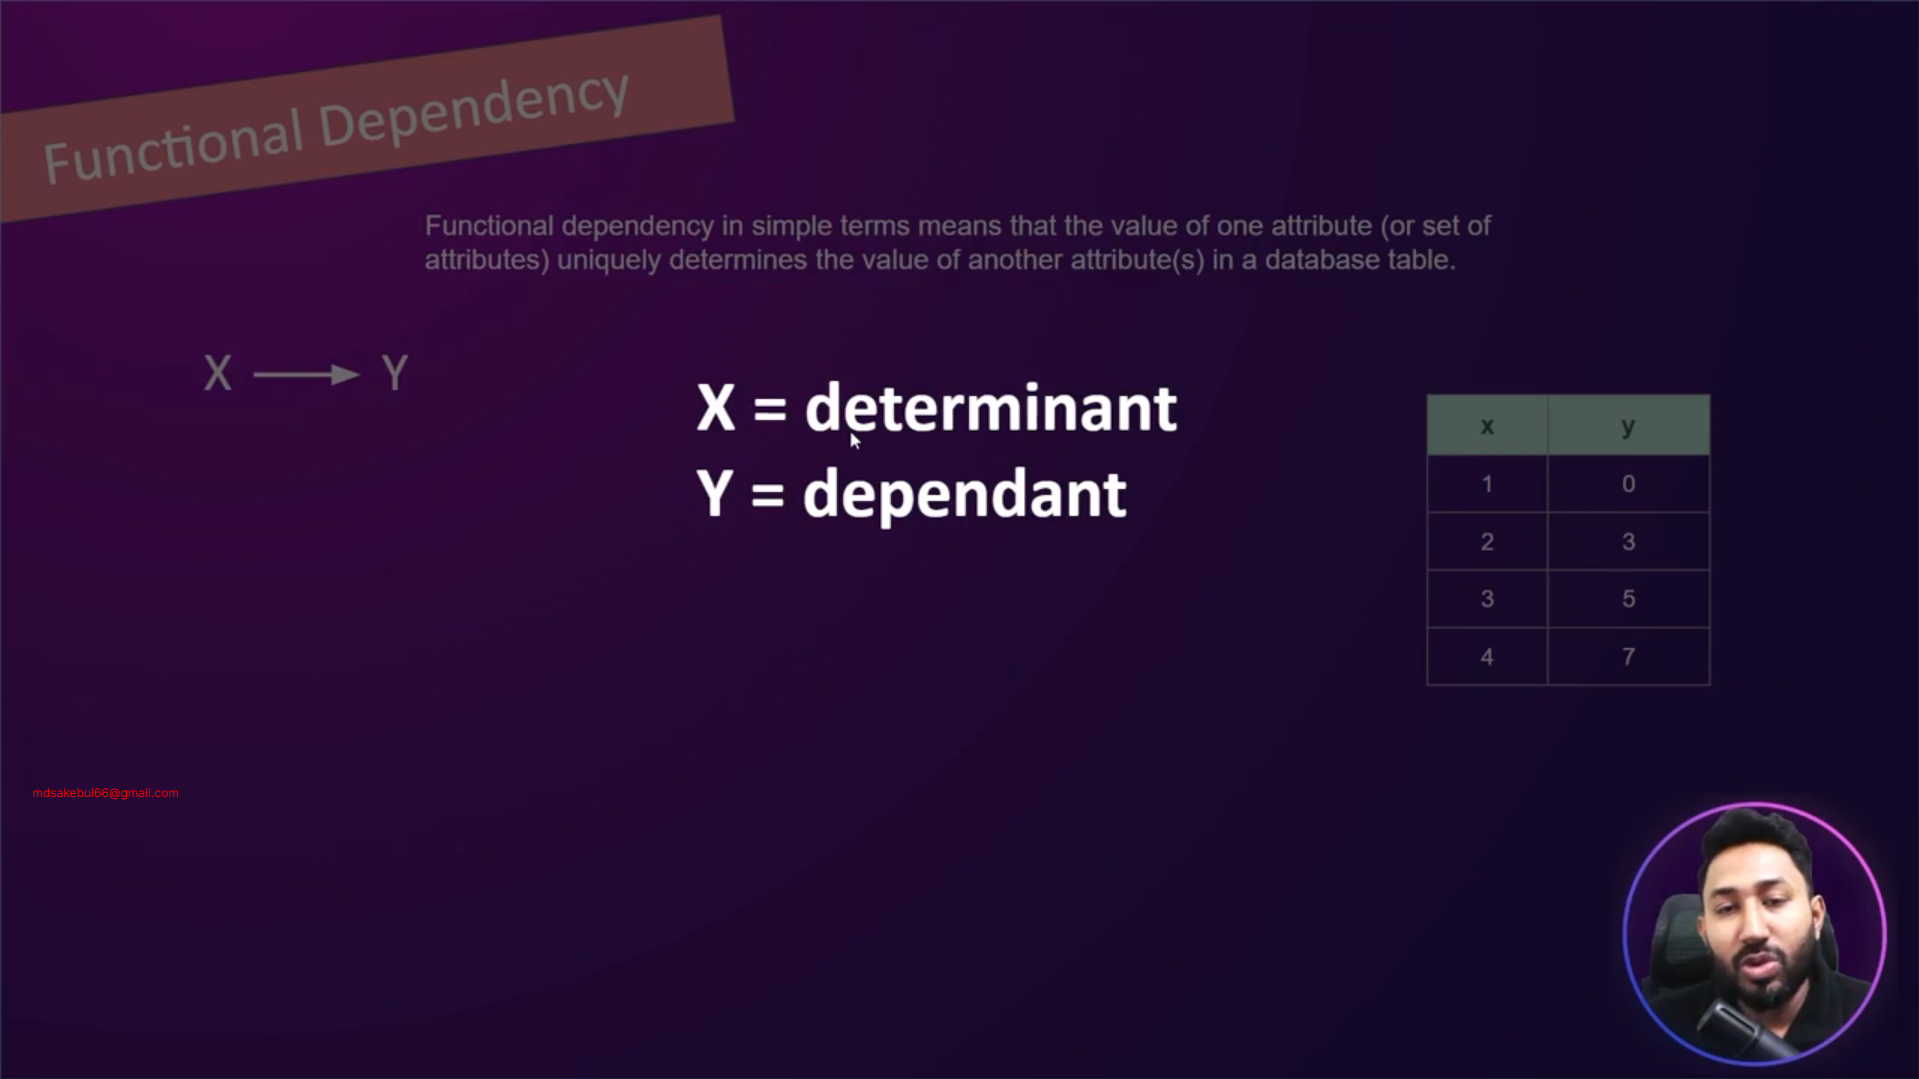 Functional Dependency
Functional dependency in simple terms means that the value of one attribute (or set of
attributes) uniquely determines the value of another attribute(s) in a database table.
X → Y
X = determinant
Y = dependant
x y
1 0
2 3
3 5
4 7
mdsakebul66@gmail.com